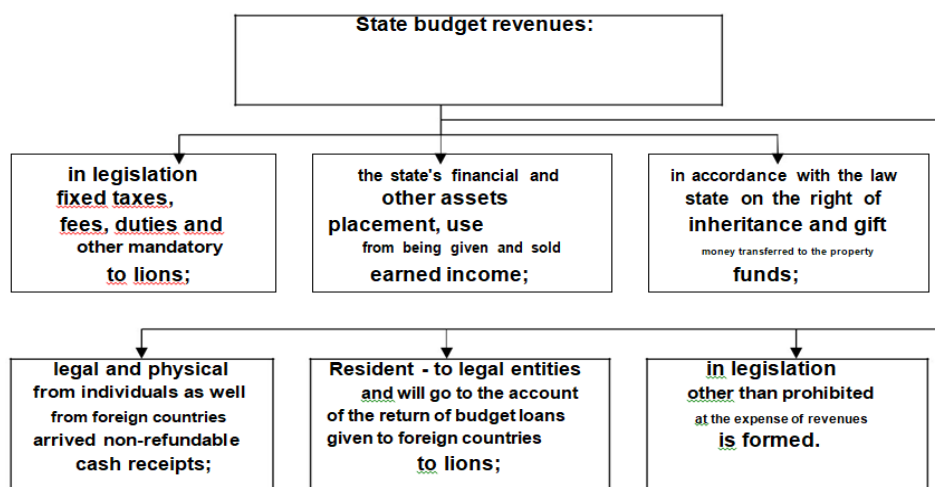 State budget revenues:
in legislation
fixed taxes,
fees, duties and
other mandatory
to lions;
the state's financial and
other assets
placement, use
from being given and sold
earned income;
in accordance with the law
state on the right of
inheritance and gift
money transferred to the property
funds;
legal and physical
from individuals as well
from foreign countries
arrived non-refundable
cash receipts;
Resident - to legal entities
and will go to the account
of the return of budget loans
given to foreign countries
to lions;
in legislation
other than prohibited
at the expense of revenues
is formed.